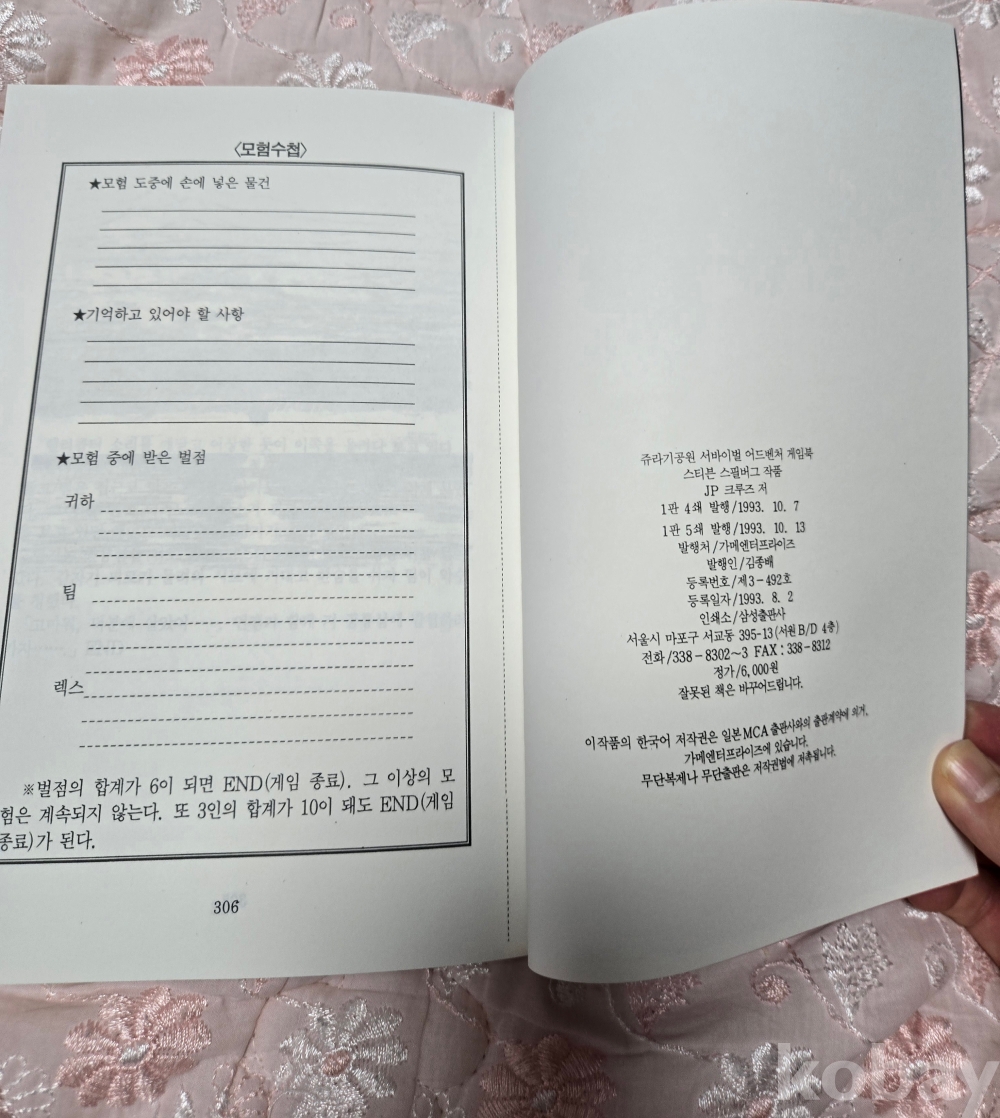 〈모험수첩〉
★모험 도중에 손에 넣은 물건
★기억하고 있어야 할 사항
★모험 중에 받은 벌점
귀하
팀
렉스
※벌점의 합계가 6이 되면 END(게임 종료). 그 이상의 모
험은 계속되지 않는다. 또 3인의 합계가 10이 돼도 END(게임
종료)가 된다.
306
쥬라기공원 서바이벌 어드벤처 게임북
스티븐 스필버그 작품
JP 크루즈 저
1판 4쇄 발행/1993. 10. 7
1판 5쇄 발행/1993. 10. 13
발행처/가메엔터프라이즈
발행인/김종배
등록번호/제3-492호
등록일자/1993. 8. 2
인쇄소/삼성출판사
서울시 마포구 서교동 395-13(서원 B/D 4층)
전화/338-8302~3 FAX:338-8312
정가/6,000원
잘못된 책은 바꾸어드립니다.
이작품의 한국어 저작권은 일본 MCA 출판사와의 출판계약에 의거,
가메엔터프라이즈에 있습니다.
무단복제나 무단출판은 저작권법에 저촉됩니다.
kobay